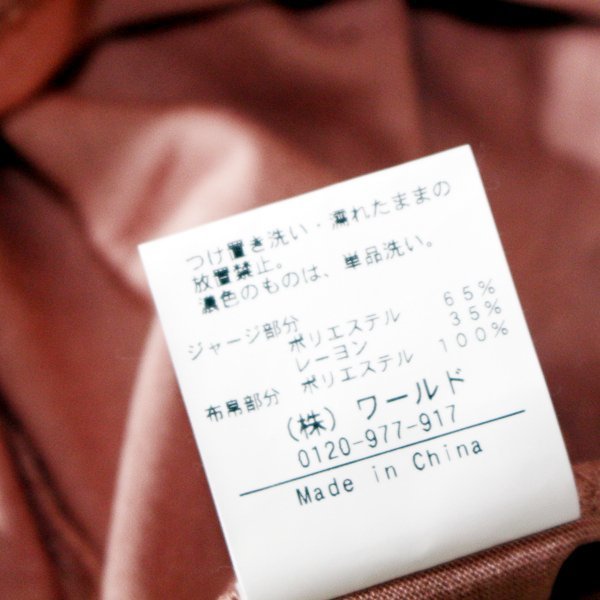 つけ置き洗い・濡れたままの
放置禁止。
濃色のものは、単品洗い。
ジャージ部分
ポリエステル 65%
レーヨン 35%
布帛部分 ポリエステル 100%
(株) ワールド
0120-977-917
Made in China